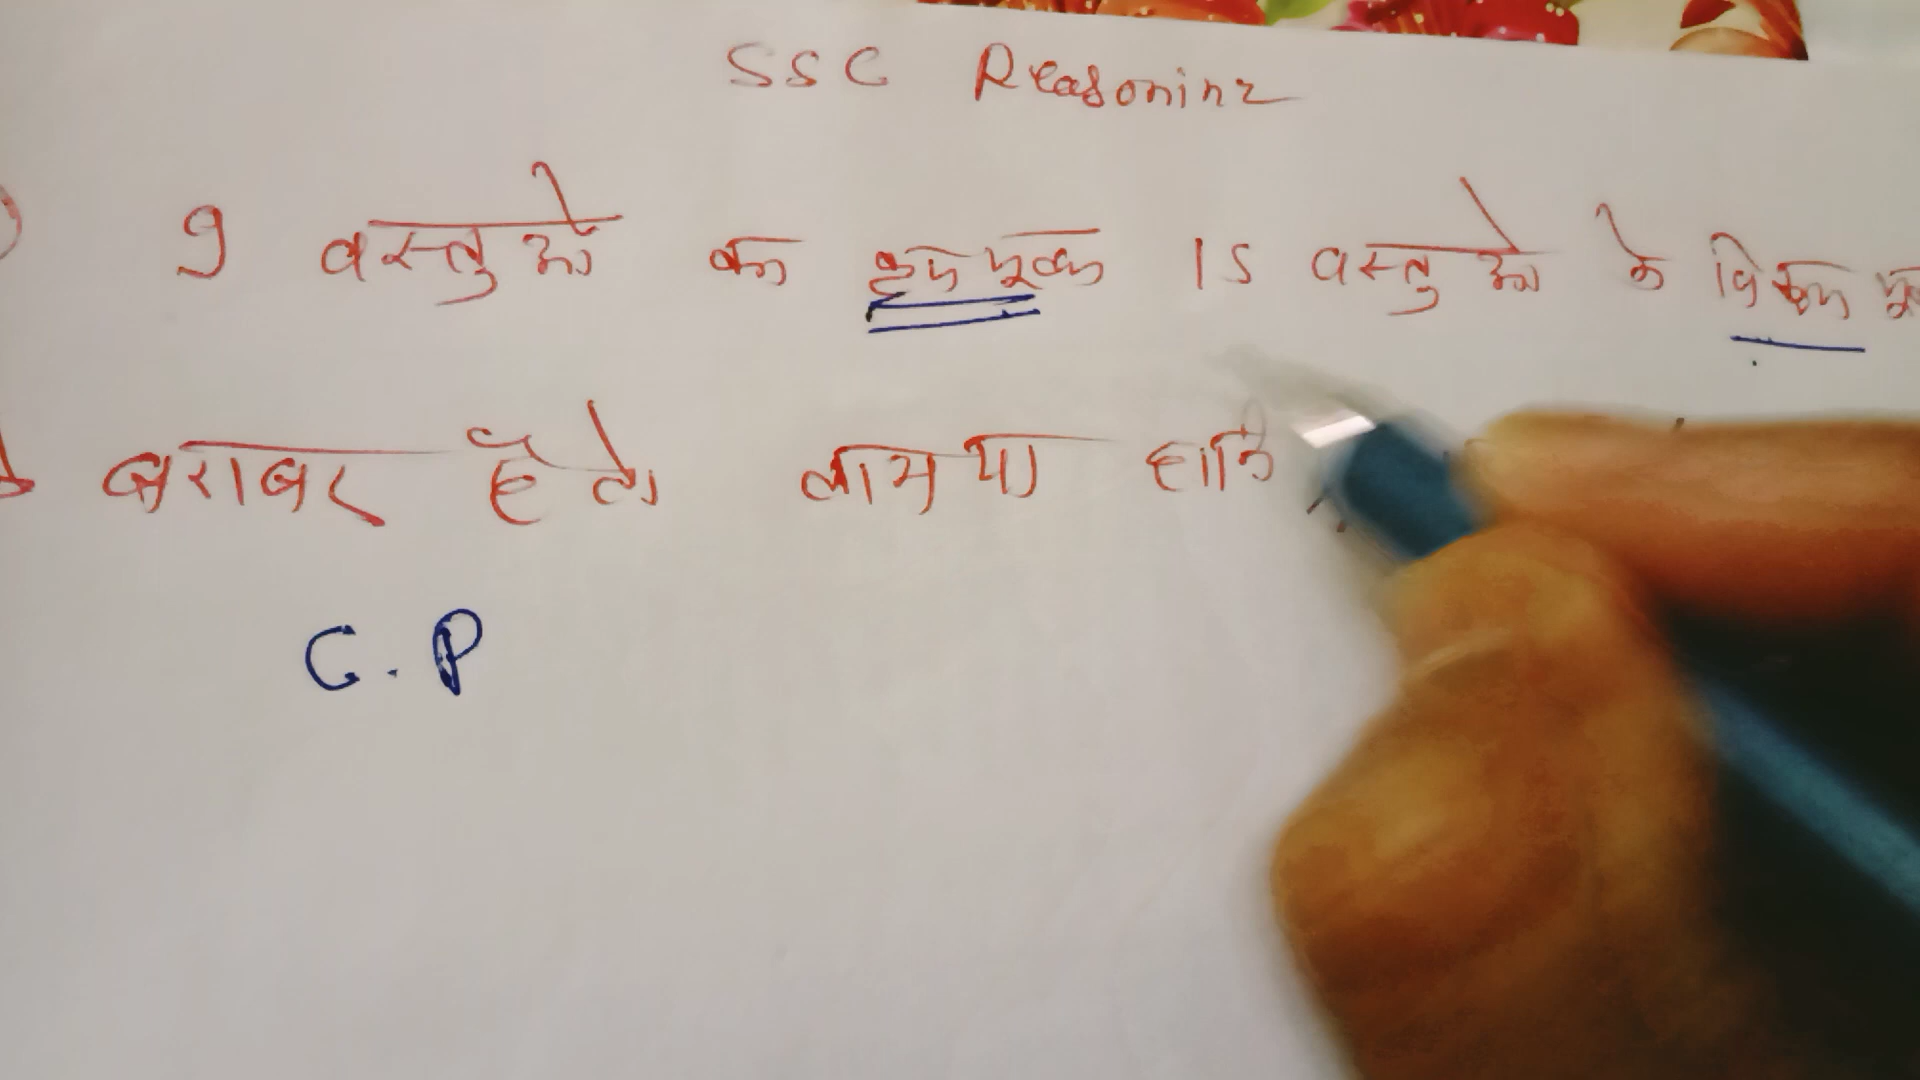 SSC Reasoning
9 वस्तुओ का क्रय मूल्य 15 वस्तुओ के विक्रय
के बराबर है तो लाभ या हानि
C.P